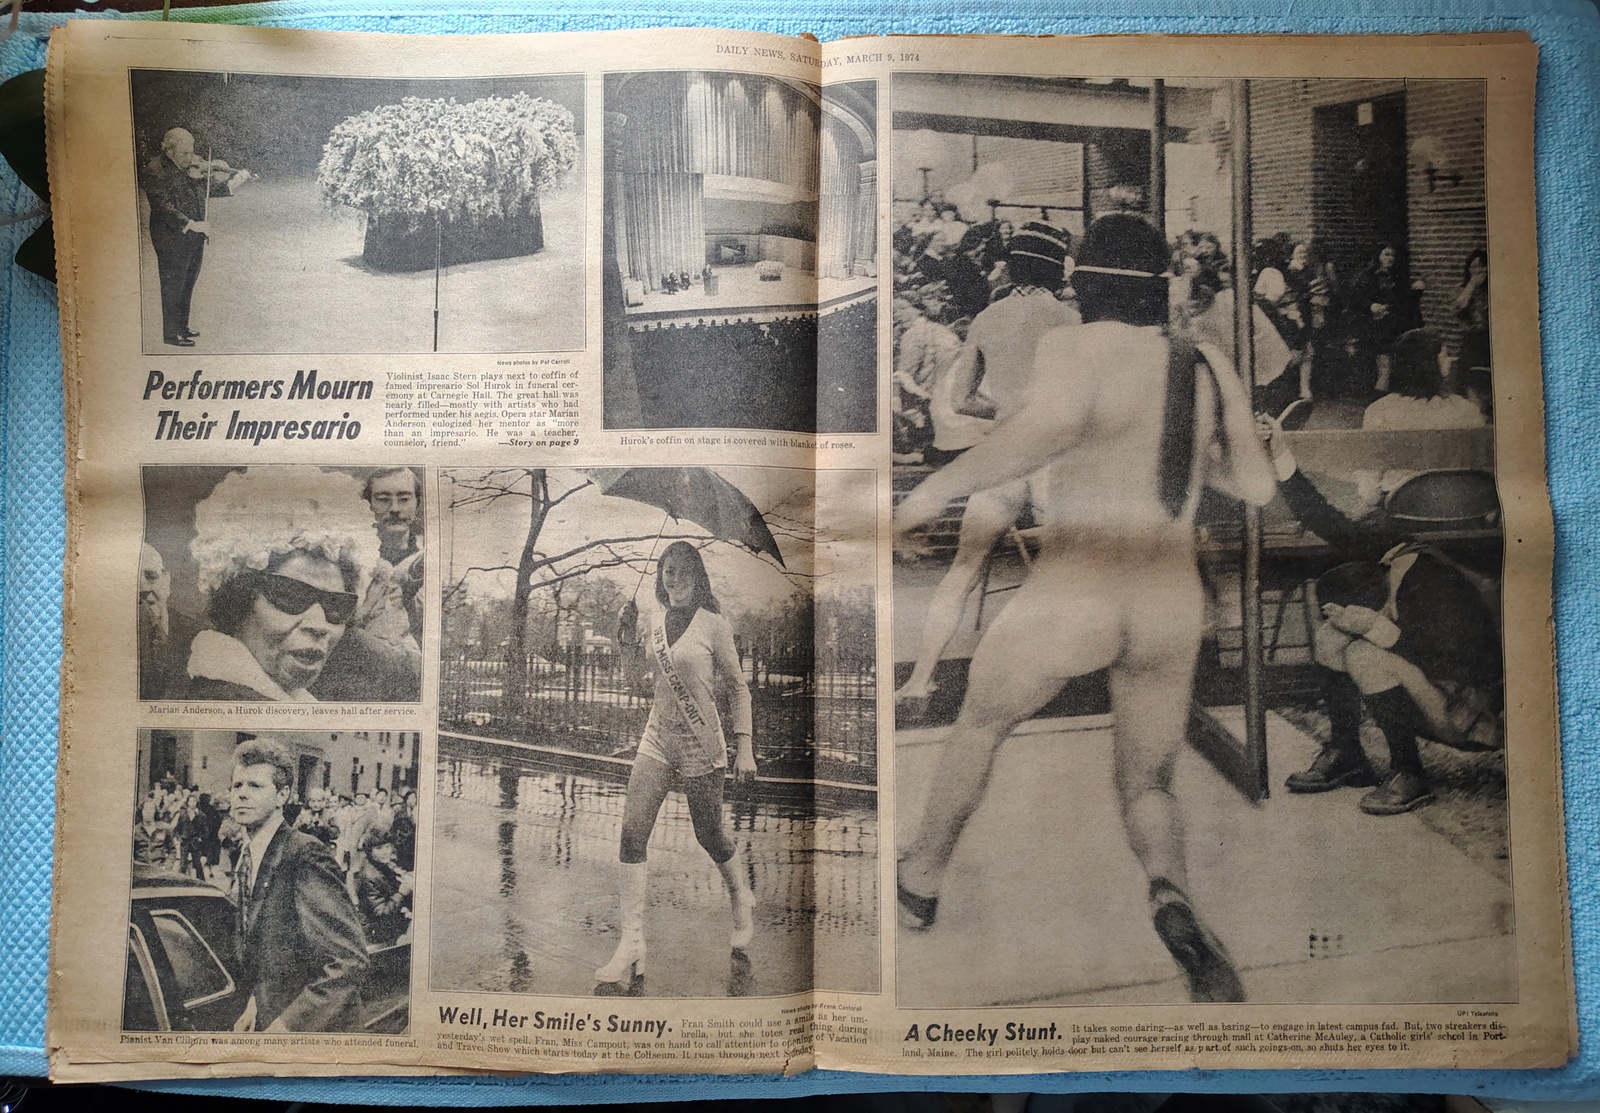 DAILY NEWS, SATURDAY, MARCH 9, 1974
News photos by Pat Carroll
Performers Mourn
Their Impresario
Violinist Isaac Stern plays next to coffin of
famed impresario Sol Hurok in funeral cer-
emony at Carnegie Hall. The great hall was
nearly filled—mostly with artists who had
performed under his aegis. Opera star Marian
Anderson eulogized her mentor as "more
than an impresario. He was a teacher,
counselor, friend." —Story on page 9
Hurok's coffin on stage is covered with blanket of roses.
Marian Anderson, a Hurok discovery, leaves hall after service.
Pianist Van Cliburn was among many artists who attended funeral.
1974 MISS CAMP-OUT
News photo by Frank Castoral
Well, Her Smile's Sunny.
Fran Smith could use a smile as her um-
brella, but she totes real thing during
yesterday's wet spell. Fran, Miss Campout, was on hand to call attention to opening of Vacation
and Travel Show which starts today at the Coliseum. It runs through next Sunday.
UPI Telephoto
A Cheeky Stunt.
It takes some daring—as well as baring—to engage in latest campus fad. But, two streakers dis-
play naked courage racing through mall at Catherine McAuley, a Catholic girls' school in Port-
land, Maine. The girl politely holds door but can't see herself as part of such goings-on, so shuts her eyes to it.